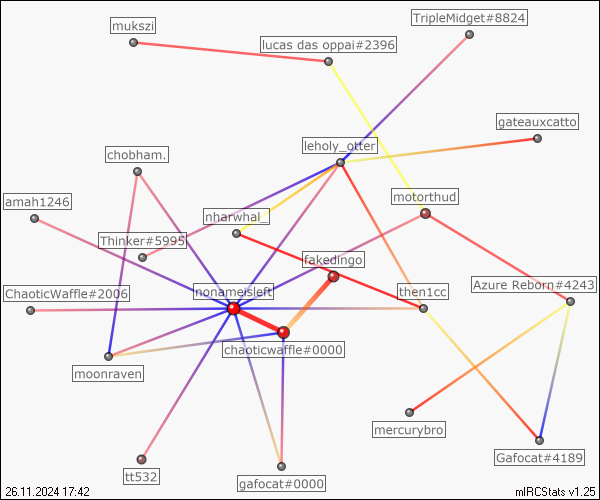 mukszi
TripleMidget#8824
lucas das oppai#2396
gateauxcatto
leholy_otter
chobham.
amah1246
motorthud
nharwhal_
Thinker#5995
fakedingo
Azure Reborn#4243
ChaoticWaffle#2006
nonameisleft
then1cc
chaoticwaffle#0000
moonraven
mercurybro
Gafocat#4189
tt532
gafocat#0000
26.11.2024 17:42
mIRCStats v1.25